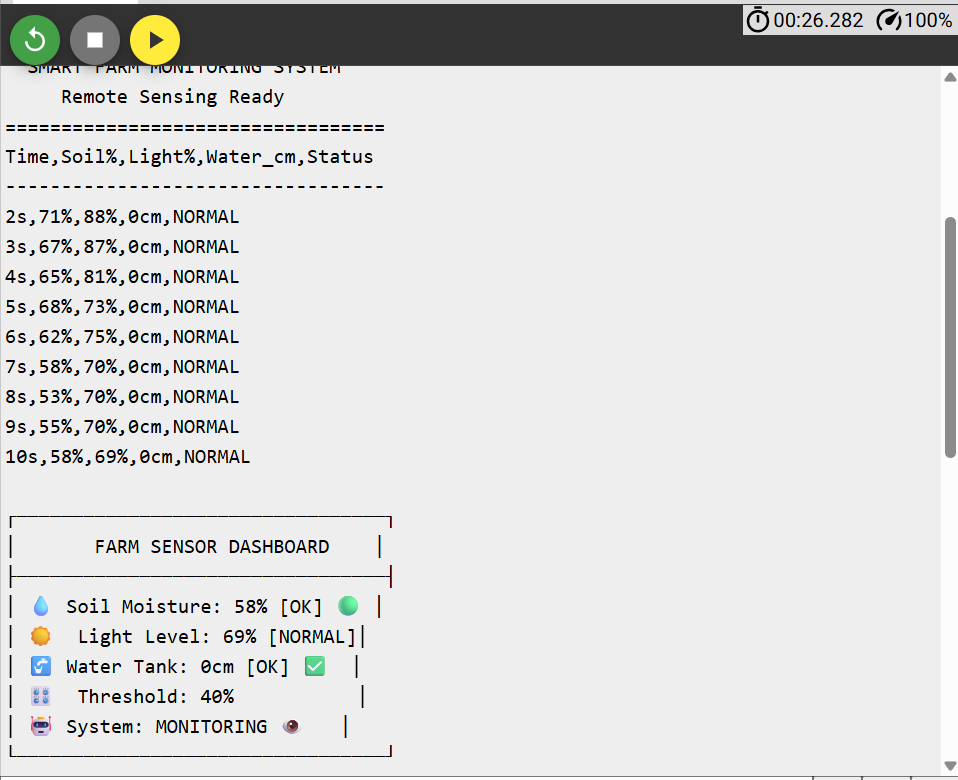 00:26.282 100%
SMART FARM MONITORING SYSTEM
Remote Sensing Ready
==================================
Time,Soil%,Light%,Water_cm,Status
----------------------------------
2s,71%,88%,0cm,NORMAL
3s,67%,87%,0cm,NORMAL
4s,65%,81%,0cm,NORMAL
5s,68%,73%,0cm,NORMAL
6s,62%,75%,0cm,NORMAL
7s,58%,70%,0cm,NORMAL
8s,53%,70%,0cm,NORMAL
9s,55%,70%,0cm,NORMAL
10s,58%,69%,0cm,NORMAL
FARM SENSOR DASHBOARD
💧 Soil Moisture: 58% [OK] 🟢
☀️ Light Level: 69% [NORMAL]
🚰 Water Tank: 0cm [OK] ✅
🎛️ Threshold: 40%
🤖 System: MONITORING 👁️